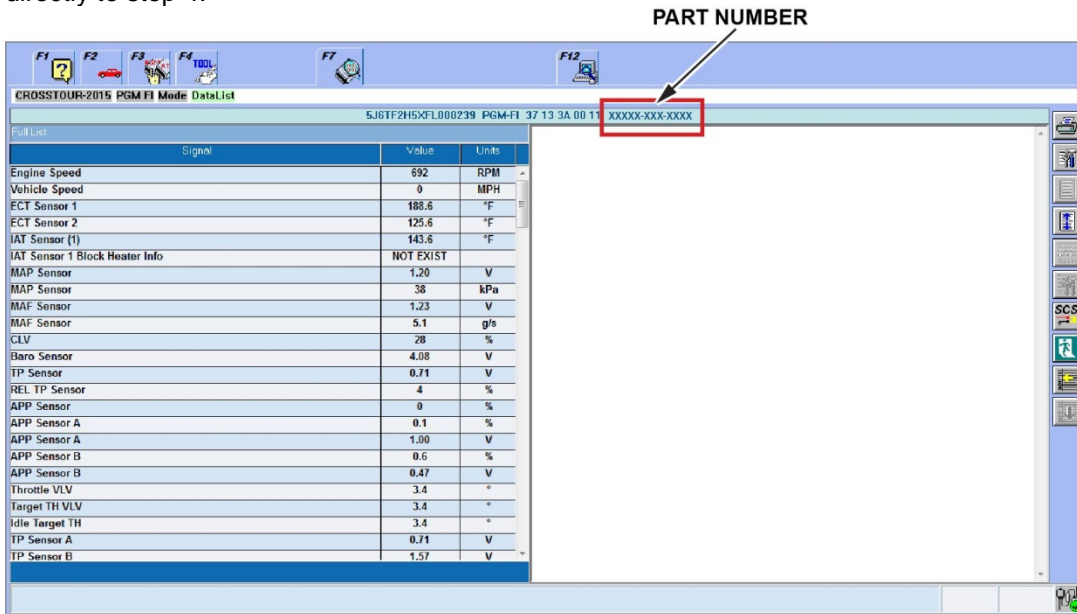 directly to step 4.
PART NUMBER
F1 F2 F3 F4 TOOL F7 F12
CROSSTOUR-2015 PGM FI Mode DataList
5J6TF2H5XFL000239 PGM-FI 37 13 3A 00 11 XXXXX-XXX-XXXX
Full List
Signal Value Units
Engine Speed 692 RPM
Vehicle Speed 0 MPH
ECT Sensor 1 188.6 °F
ECT Sensor 2 125.6 °F
IAT Sensor (1) 143.6 °F
IAT Sensor 1 Block Heater Info NOT EXIST
MAP Sensor 1.20 V
MAP Sensor 38 kPa
MAF Sensor 1.23 V
MAF Sensor 5.1 g/s
CLV 28 %
Baro Sensor 4.08 V
TP Sensor 0.71 V
REL TP Sensor 4 %
APP Sensor 0 %
APP Sensor A 0.1 %
APP Sensor A 1.00 V
APP Sensor B 0.6 %
APP Sensor B 0.47 V
Throttle VLV 3.4 °
Target TH VLV 3.4 °
Idle Target TH 3.4 °
TP Sensor A 0.71 V
TP Sensor B 1.57 V
SCS